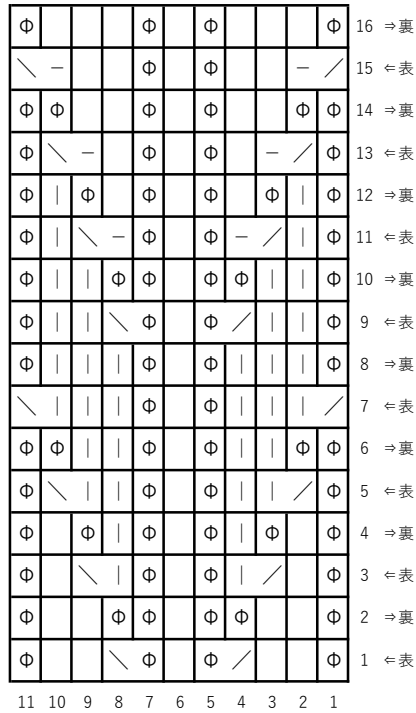 Φ Φ Φ Φ 16 ⇒裏
＼ － Φ Φ － ／ 15 ⇐表
Φ Φ Φ Φ Φ Φ 14 ⇒裏
Φ ＼ － Φ Φ － ／ Φ 13 ⇐表
Φ ｜ Φ Φ Φ Φ ｜ Φ 12 ⇒裏
Φ ｜ ＼ － Φ Φ － ／ ｜ Φ 11 ⇐表
Φ ｜ ｜ Φ Φ Φ Φ ｜ ｜ Φ 10 ⇒裏
Φ ｜ ｜ ＼ Φ Φ ／ ｜ ｜ Φ 9 ⇐表
Φ ｜ ｜ ｜ Φ Φ ｜ ｜ ｜ Φ 8 ⇒裏
＼ ｜ ｜ ｜ Φ Φ ｜ ｜ ｜ ／ 7 ⇐表
Φ Φ ｜ ｜ Φ Φ ｜ ｜ Φ Φ 6 ⇒裏
Φ ＼ ｜ ｜ Φ Φ ｜ ｜ ／ Φ 5 ⇐表
Φ Φ ｜ Φ Φ ｜ Φ Φ 4 ⇒裏
Φ ＼ ｜ Φ Φ ｜ ／ Φ 3 ⇐表
Φ Φ Φ Φ Φ Φ 2 ⇒裏
Φ ＼ Φ Φ ／ Φ 1 ⇐表
11 10 9 8 7 6 5 4 3 2 1